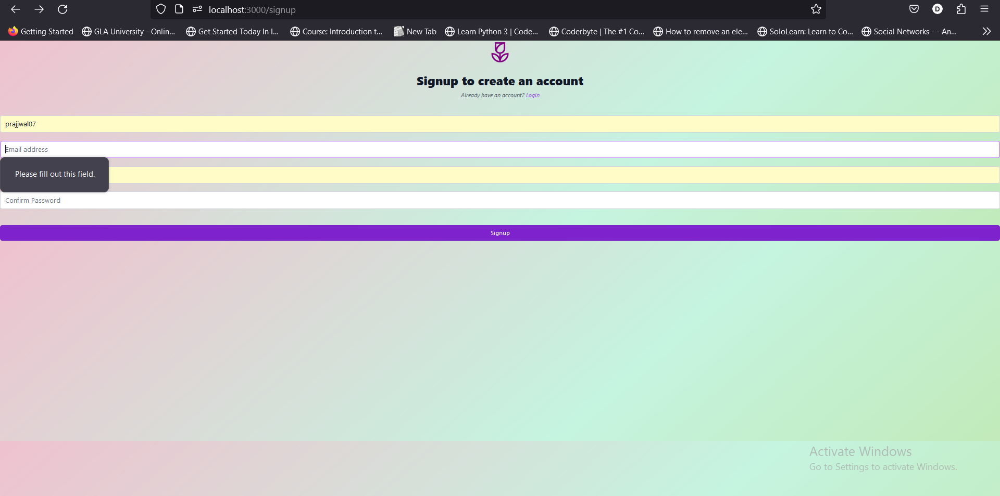 localhost:3000/signup
D
Getting Started GLA University - Onlin... Get Started Today In I... Course: Introduction t... New Tab Learn Python 3 | Code... Coderbyte | The #1 Co... How to remove an ele... SoloLearn: Learn to Co... Social Networks - - An...
Signup to create an account
Already have an account? Login
prajjwal07
Email address
Please fill out this field.
Confirm Password
Signup
Activate Windows
Go to Settings to activate Windows.